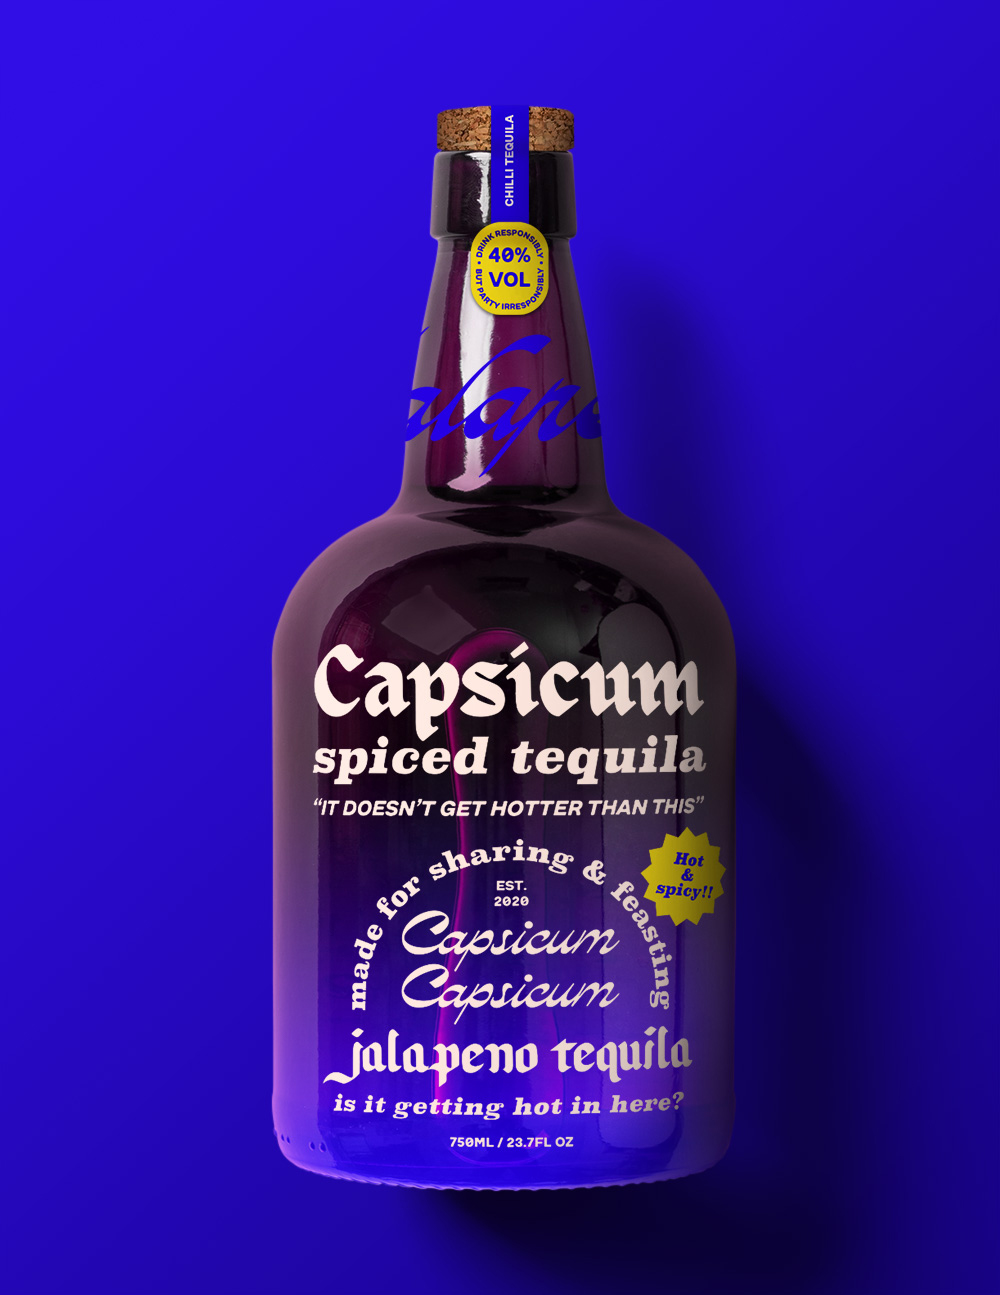 CHILLI TEQUILA
DRINK RESPONSIBLY
40%
VOL
BUT PARTY IRRESPONSIBLY
alape
Capsicum
spiced tequila
“IT DOESN’T GET HOTTER THAN THIS”
Hot
&
spicy!!
made for sharing & feasting
EST.
2020
Capsicum
Capsicum
jalapeno tequila
is it getting hot in here?
750ML / 23.7FL OZ